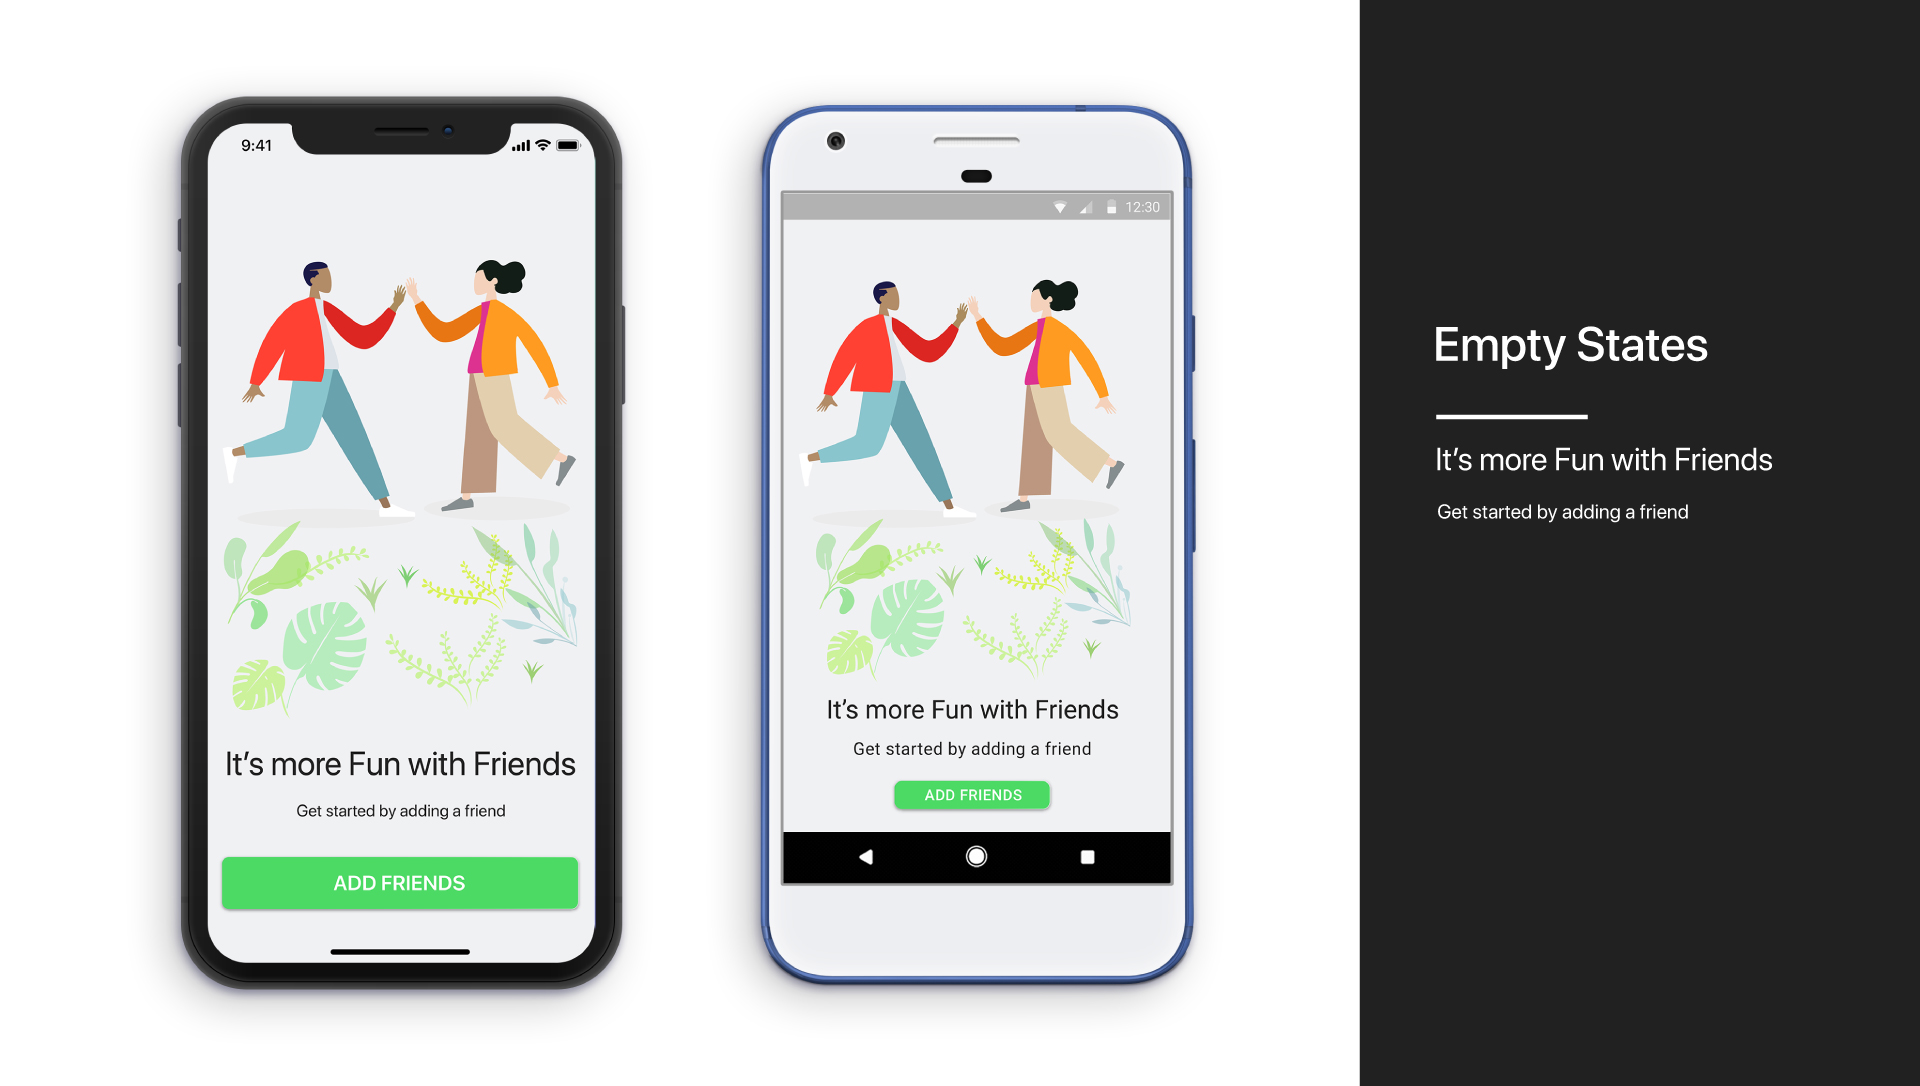 9:41
It’s more Fun with Friends
Get started by adding a friend
ADD FRIENDS
12:30
It’s more Fun with Friends
Get started by adding a friend
ADD FRIENDS
Empty States
It’s more Fun with Friends
Get started by adding a friend